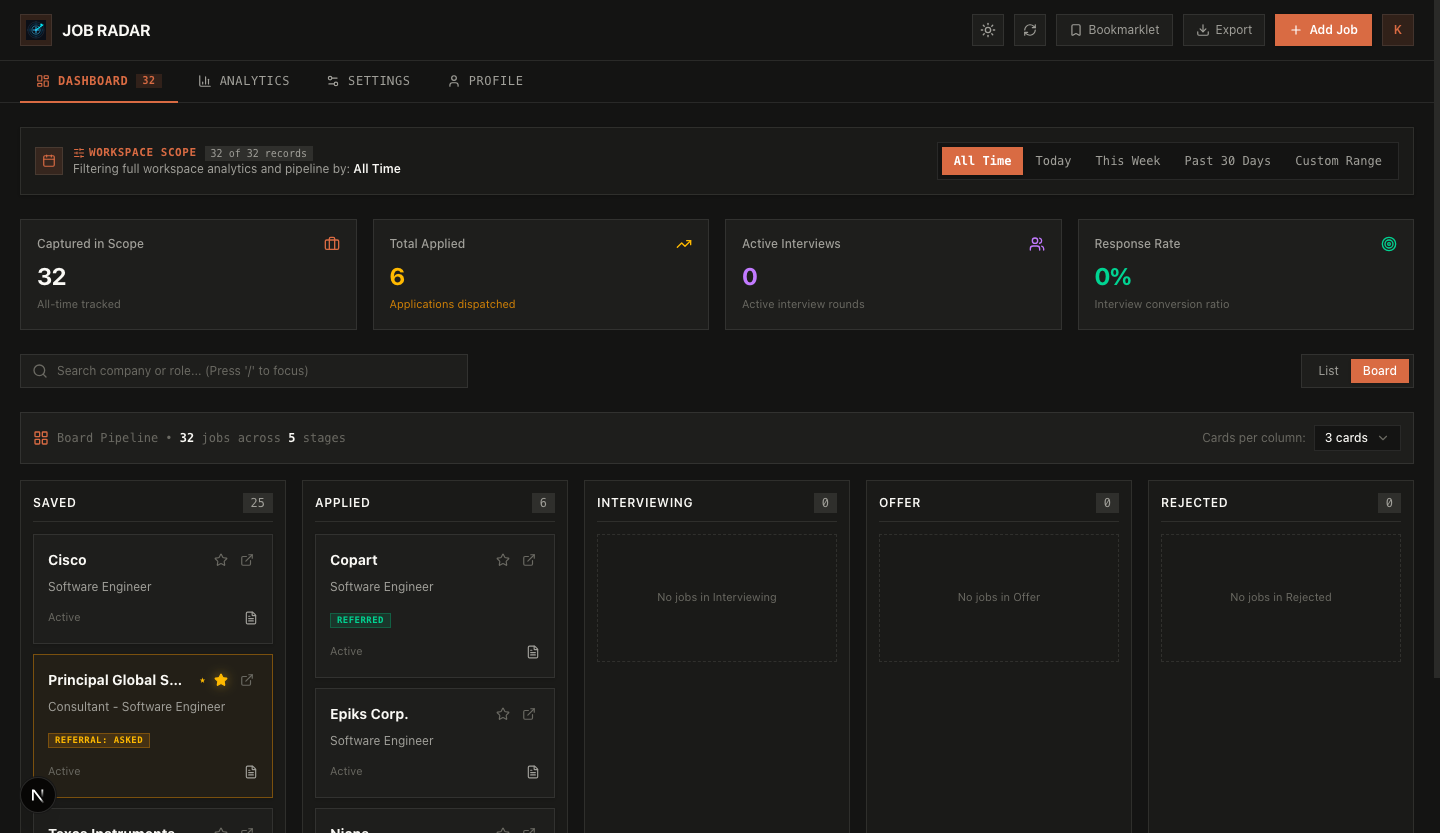 JOB RADAR
Bookmarklet
Export
Add Job
K
DASHBOARD 32
ANALYTICS
SETTINGS
PROFILE
WORKSPACE SCOPE 32 of 32 records
Filtering full workspace analytics and pipeline by: All Time
All Time Today This Week Past 30 Days Custom Range
Captured in Scope
32
All-time tracked
Total Applied
6
Applications dispatched
Active Interviews
0
Active interview rounds
Response Rate
0%
Interview conversion ratio
Search company or role... (Press '/' to focus)
List Board
Board Pipeline • 32 jobs across 5 stages
Cards per column: 3 cards
SAVED 25
Cisco
Software Engineer
Active
Principal Global S...
Consultant - Software Engineer
REFERRAL: ASKED
Active
N
Texas Instruments
APPLIED 6
Copart
Software Engineer
REFERRED
Active
Epiks Corp.
Software Engineer
Active
INTERVIEWING 0
No jobs in Interviewing
OFFER 0
No jobs in Offer
REJECTED 0
No jobs in Rejected